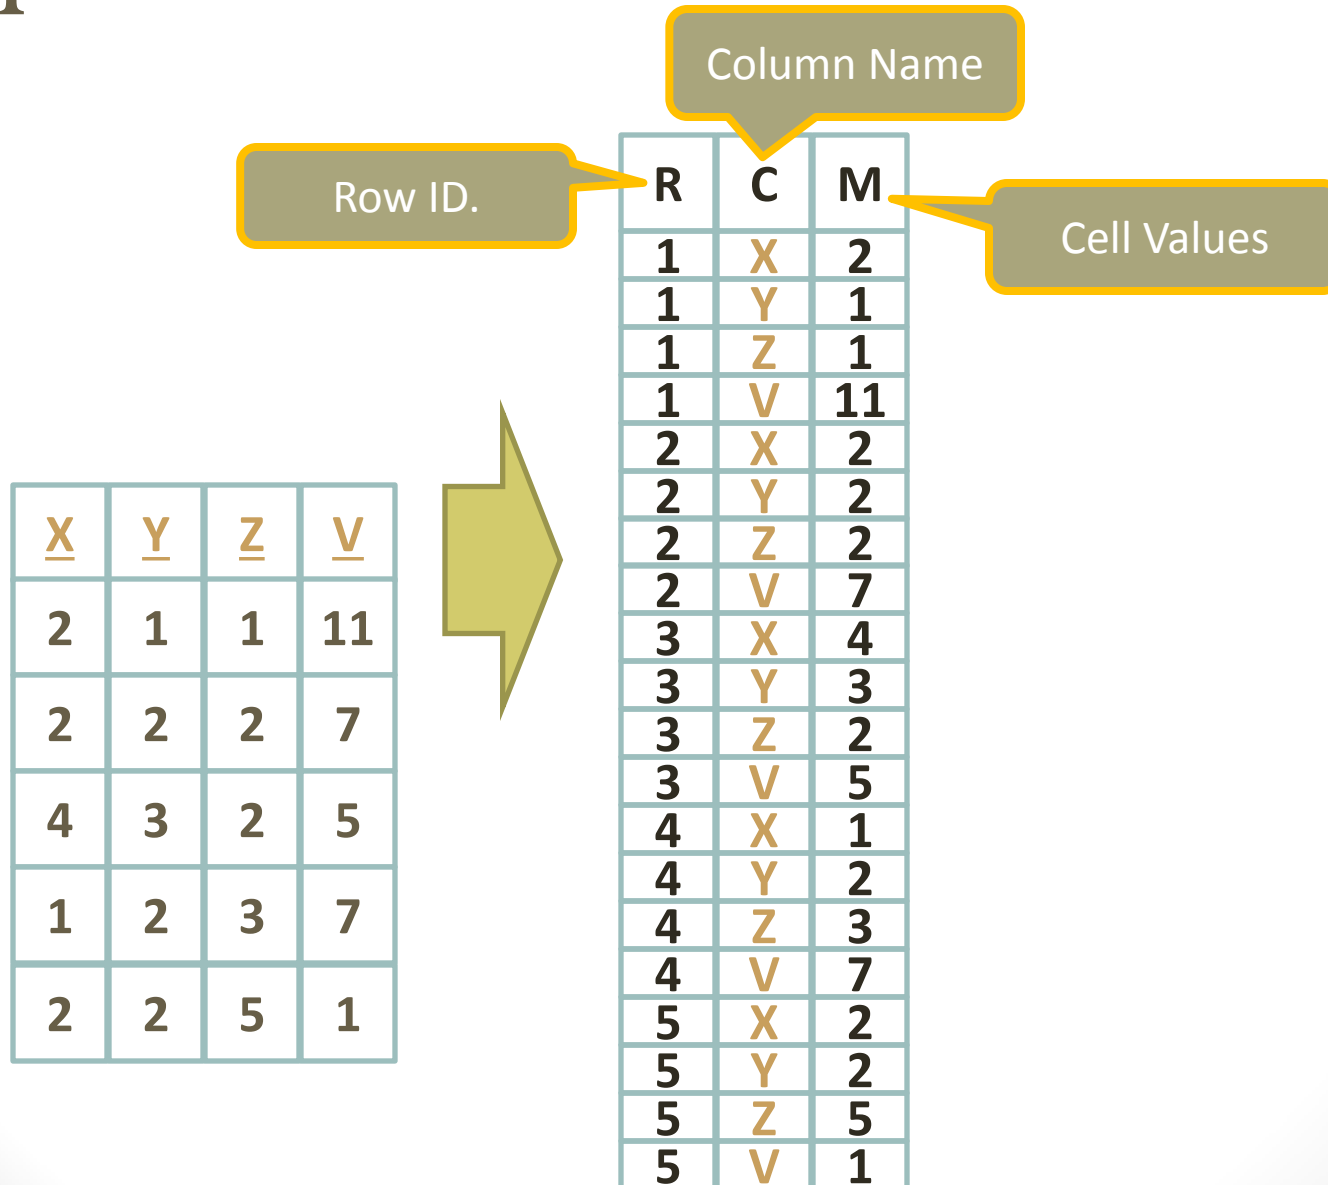 Column Name
Row ID.
Cell Values
R C M
1 X 2
1 Y 1
1 Z 1
1 V 11
2 X 2
2 Y 2
2 Z 2
2 V 7
3 X 4
3 Y 3
3 Z 2
3 V 5
4 X 1
4 Y 2
4 Z 3
4 V 7
5 X 2
5 Y 2
5 Z 5
5 V 1
X Y Z V
2 1 1 11
2 2 2 7
4 3 2 5
1 2 3 7
2 2 5 1